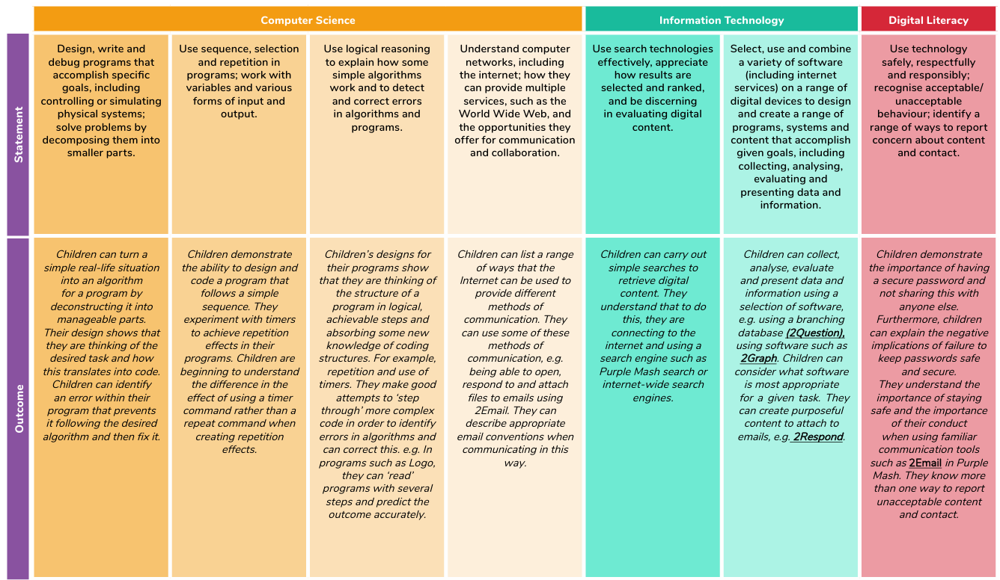 Computer Science
Information Technology
Digital Literacy
Statement
Design, write and
debug programs that
accomplish specific
goals, including
controlling or simulating
physical systems;
solve problems by
decomposing them into
smaller parts.
Use sequence, selection
and repetition in
programs; work with
variables and various
forms of input and
output.
Use logical reasoning
to explain how some
simple algorithms
work and to detect
and correct errors
in algorithms and
programs.
Understand computer
networks, including
the internet; how they
can provide multiple
services, such as the
World Wide Web, and
the opportunities they
offer for communication
and collaboration.
Use search technologies
effectively, appreciate
how results are
selected and ranked,
and be discerning
in evaluating digital
content.
Select, use and combine
a variety of software
(including internet
services) on a range of
digital devices to design
and create a range of
programs, systems and
content that accomplish
given goals, including
collecting, analysing,
evaluating and
presenting data and
information.
Use technology
safely, respectfully
and responsibly;
recognise acceptable/
unacceptable
behaviour; identify a
range of ways to report
concern about content
and contact.
Outcome
Children can turn a
simple real-life situation
into an algorithm
for a program by
deconstructing it into
manageable parts.
Their design shows that
they are thinking of the
desired task and how
this translates into code.
Children can identify
an error within their
program that prevents
it following the desired
algorithm and then fix it.
Children demonstrate
the ability to design and
code a program that
follows a simple
sequence. They
experiment with timers
to achieve repetition
effects in their
programs. Children are
beginning to understand
the difference in the
effect of using a timer
command rather than a
repeat command when
creating repetition
effects.
Children's designs for
their programs show
that they are thinking of
the structure of a
program in logical,
achievable steps and
absorbing some new
knowledge of coding
structures. For example,
repetition and use of
timers. They make good
attempts to ‘step
through’ more complex
code in order to identify
errors in algorithms and
can correct this. e.g. In
programs such as Logo,
they can ‘read’
programs with several
steps and predict the
outcome accurately.
Children can list a range
of ways that the
Internet can be used to
provide different
methods of
communication. They
can use some of these
methods of
communication, e.g.
being able to open,
respond to and attach
files to emails using
2Email. They can
describe appropriate
email conventions when
communicating in this
way.
Children can carry out
simple searches to
retrieve digital
content. They
understand that to do
this, they are
connecting to the
internet and using a
search engine such as
Purple Mash search or
internet-wide search
engines.
Children can collect,
analyse, evaluate
and present data and
information using a
selection of software,
e.g. using a branching
database (2Question),
using software such as
2Graph. Children can
consider what software
is most appropriate
for a given task. They
can create purposeful
content to attach to
emails, e.g. 2Respond.
Children demonstrate
the importance of having
a secure password and
not sharing this with
anyone else.
Furthermore, children
can explain the negative
implications of failure to
keep passwords safe
and secure.
They understand the
importance of staying
safe and the importance
of their conduct
when using familiar
communication tools
such as 2Email in Purple
Mash. They know more
than one way to report
unacceptable content
and contact.